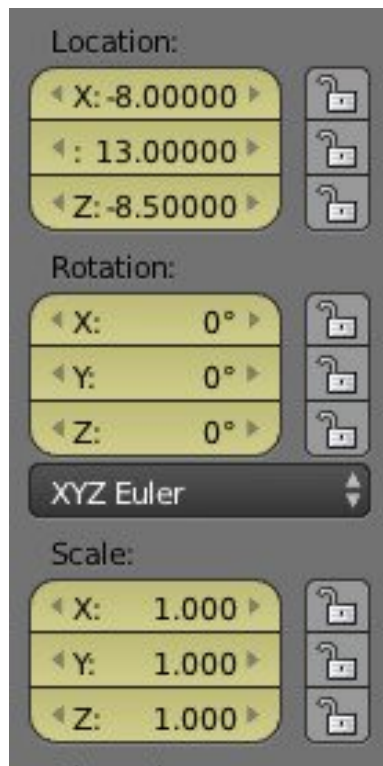 Location:
X: -8.00000
: 13.00000
Z: -8.50000
Rotation:
X: 0°
Y: 0°
Z: 0°
XYZ Euler
Scale:
X: 1.000
Y: 1.000
Z: 1.000